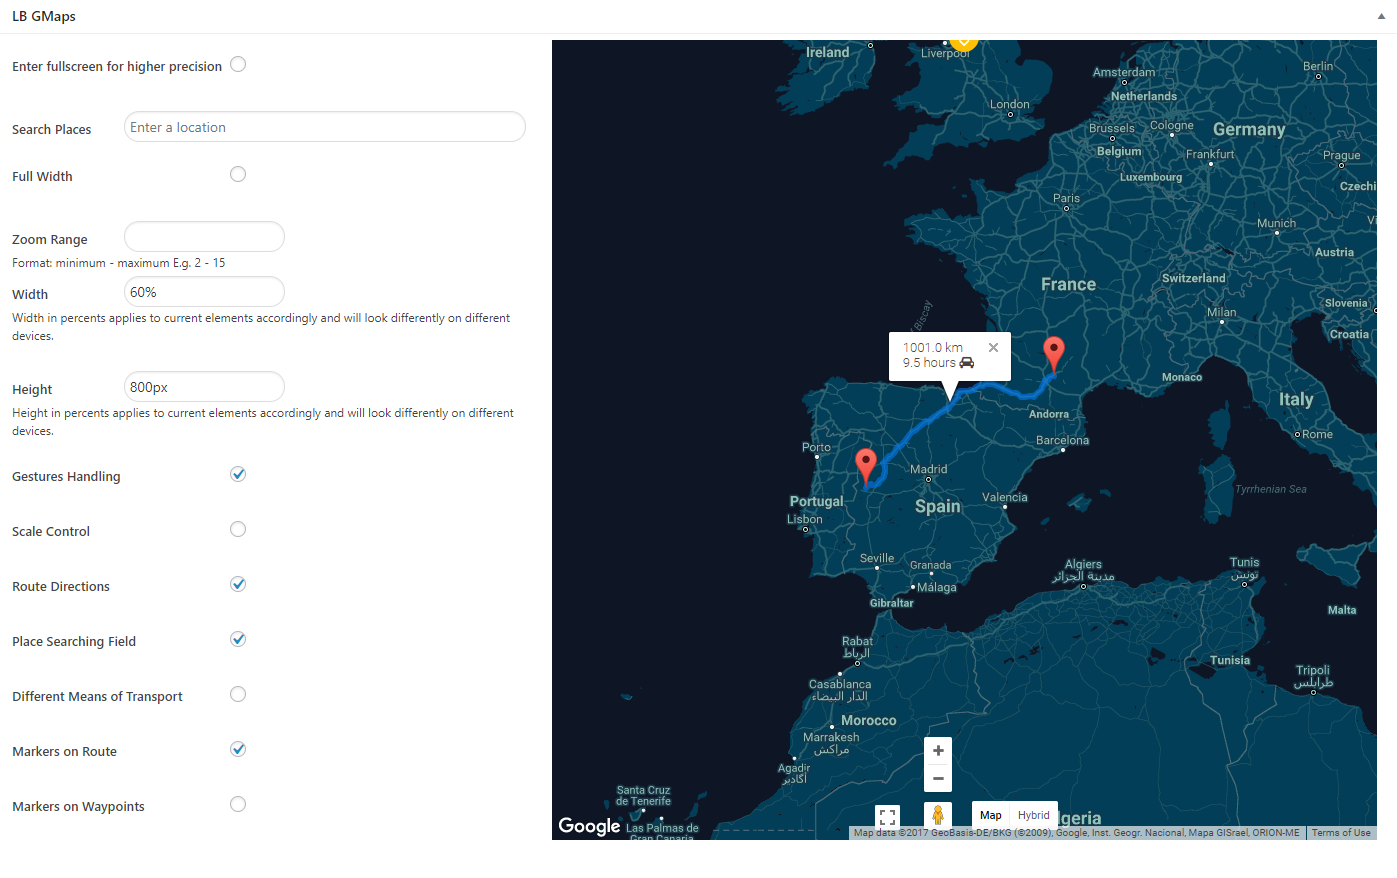 LB GMaps
Enter fullscreen for higher precision
Search Places
Enter a location
Full Width
Zoom Range
Format: minimum - maximum E.g. 2 - 15
Width
60%
Width in percents applies to current elements accordingly and will look differently on different
devices.
Height
800px
Height in percents applies to current elements accordingly and will look differently on different
devices.
Gestures Handling
Scale Control
Route Directions
Place Searching Field
Different Means of Transport
Markers on Route
Markers on Waypoints
Ireland
Liverpool
Berlin
Amsterdam
Netherlands
London
Brussels
Cologne
Germany
Belgium
Frankfurt
Prague
Luxembourg
Czechi
Paris
Munich
Vi
Austria
Switzerland
France
Slovenia
Milan
Croatia
Biscay
1001.0 km
9.5 hours
Monaco
Italy
Andorra
Rome
Barcelona
Porto
Madrid
Tyrrhenian Sea
Portugal
Spain
Valencia
Lisbon
Seville
Granada
Málaga
Gibraltar
Algiers
مدينة الجزائر
Tunis
تونس
Malta
Rabat
الرباط
Tunisia
Tripoli
طرابلس
Casablanca
الدار البيضاء
Morocco
Marrakesh
مراكش
Agadir
أكادير
Santa Cruz
de Tenerife
Las Palmas de
Gran Canaria
Map
Hybrid
lgeria
Google
Map data ©2017 GeoBasis-DE/BKG (©2009), Google, Inst. Geogr. Nacional, Mapa GISrael, ORION-ME
Terms of Use